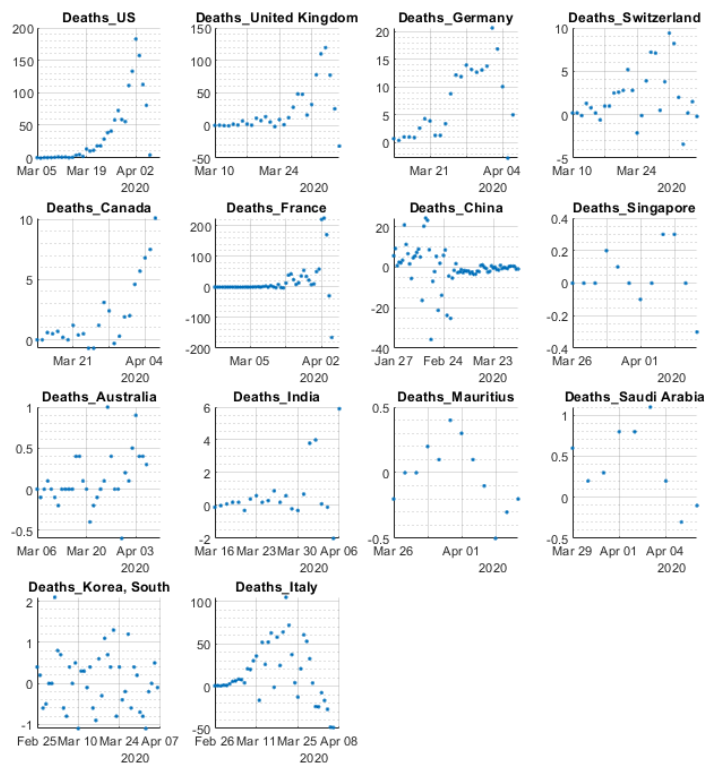 Deaths_US
200
150
100
50
0
Mar 05 Mar 19 Apr 02
2020
Deaths_United Kingdom
150
100
50
0
-50
Mar 10 Mar 24
2020
Deaths_Germany
20
15
10
5
0
Mar 21 Apr 04
2020
Deaths_Switzerland
10
5
0
-5
Mar 10 Mar 24
2020
Deaths_Canada
10
5
0
Mar 21 Apr 04
2020
Deaths_France
200
100
0
-100
-200
Mar 05 Apr 02
2020
Deaths_China
20
0
-20
-40
Jan 27 Feb 24 Mar 23
2020
Deaths_Singapore
0.4
0.2
0
-0.2
-0.4
Mar 26 Apr 01
2020
Deaths_Australia
1
0.5
0
-0.5
Mar 06 Mar 20 Apr 03
2020
Deaths_India
6
4
2
0
-2
Mar 16 Mar 23 Mar 30 Apr 06
2020
Deaths_Mauritius
0.5
0
-0.5
Mar 26 Apr 01
2020
Deaths_Saudi Arabia
1
0.5
0
-0.5
Mar 29 Apr 01 Apr 04
2020
Deaths_Korea, South
2
1
0
-1
Feb 25 Mar 10 Mar 24 Apr 07
2020
Deaths_Italy
100
50
0
-50
Feb 26 Mar 11 Mar 25 Apr 08
2020